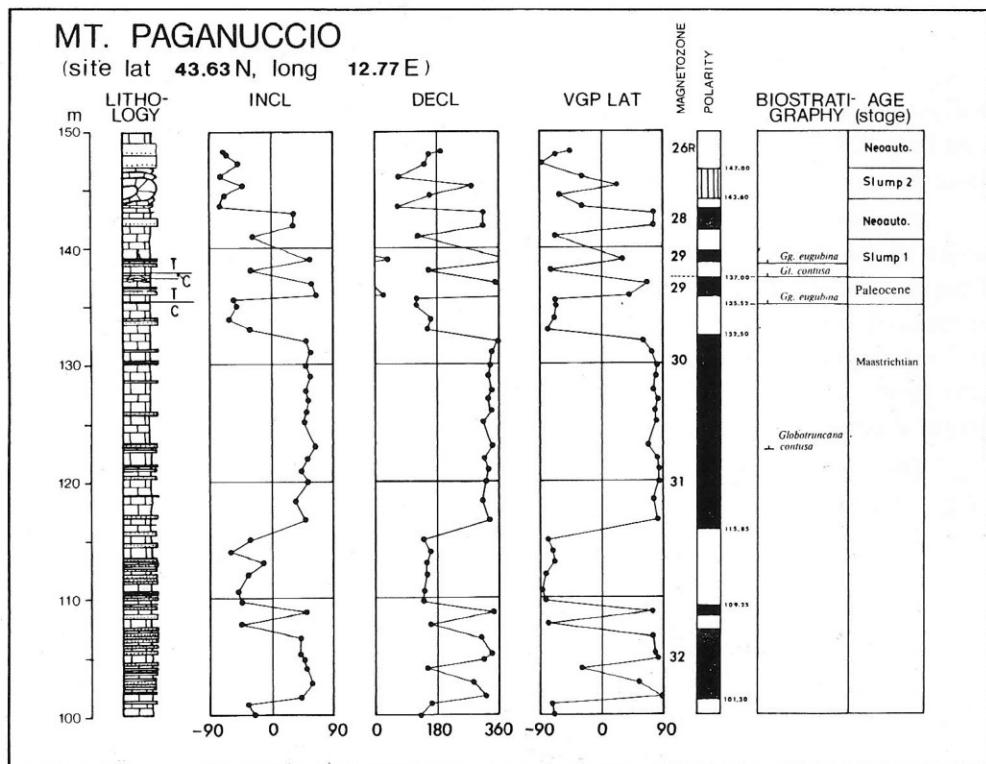 MT. PAGANUCCIO
(site lat 43.63 N, long 12.77 E)
LITHO-
LOGY
INCL
DECL
VGP LAT
MAGNETOZONE
POLARITY
BIOSTRATI-
GRAPHY
AGE
(stage)
m
150
26R
Neoauto.
147.00
Slump 2
143.60
28
Neoauto.
140
29
Gg. eugubina
Slump 1
T
C
Gt. contusa
137.00
29
Paleocene
T
C
Gg. eugubina
135.55
132.50
130
30
Maastrichtian
Globotruncana
contusa
120
31
115.85
110
109.35
32
101.30
100
-90 0 90
0 180 360
-90 0 90